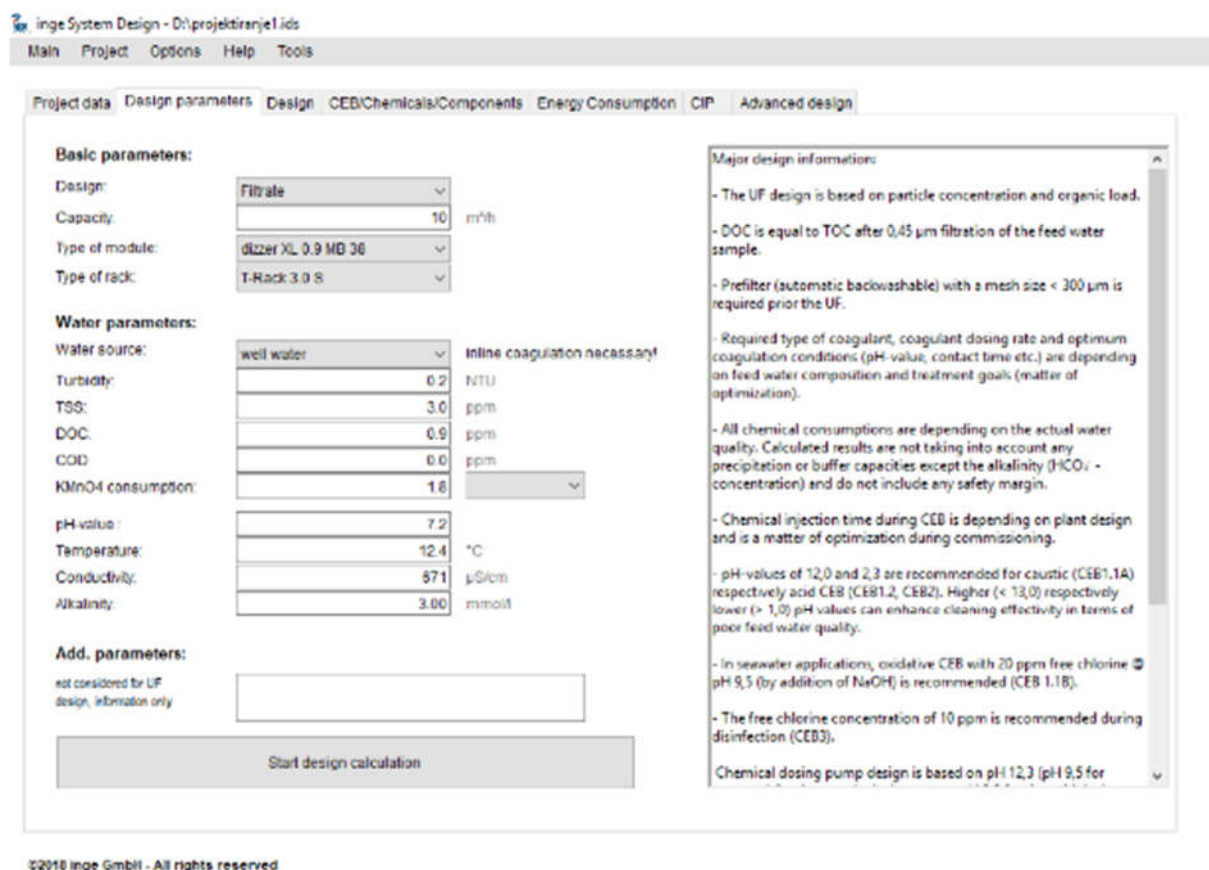 inge System Design - D:\projektiranje1.ids
Main Project Options Help Tools
Project data Design parameters Design CEB/Chemicals/Components Energy Consumption CIP Advanced design
Basic parameters:
Design: Filtrate
Capacity: 10 m³/h
Type of module: dizzer XL 0.9 MB 36
Type of rack: T-Rack 3.0 S
Water parameters:
Water source: well water Inline coagulation necessary!
Turbidity: 0.2 NTU
TSS: 3.0 ppm
DOC: 0.9 ppm
COD 0.0 ppm
KMnO4 consumption: 1.8
pH-value : 7.2
Temperature: 12.4 °C
Conductivity: 671 µS/cm
Alkalinity: 3.00 mmol/l
Add. parameters:
not considered for UF
design, information only
Start design calculation
Major design information:
- The UF design is based on particle concentration and organic load.
- DOC is equal to TOC after 0,45 µm filtration of the feed water
sample.
- Prefilter (automatic backwashable) with a mesh size < 300 µm is
required prior the UF.
- Required type of coagulant, coagulant dosing rate and optimum
coagulation conditions (pH-value, contact time etc.) are depending
on feed water composition and treatment goals (matter of
optimization).
- All chemical consumptions are depending on the actual water
quality. Calculated results are not taking into account any
precipitation or buffer capacities except the alkalinity (HCO₃⁻ -
concentration) and do not include any safety margin.
- Chemical injection time during CEB is depending on plant design
and is a matter of optimization during commissioning.
- pH-values of 12,0 and 2,3 are recommended for caustic (CEB1.1A)
respectively acid CEB (CEB1.2, CEB2). Higher (< 13,0) respectively
lower (> 1,0) pH values can enhance cleaning effectivity in terms of
poor feed water quality.
- In seawater applications, oxidative CEB with 20 ppm free chlorine @
pH 9,5 (by addition of NaOH) is recommended (CEB 1.1B).
- The free chlorine concentration of 10 ppm is recommended during
disinfection (CEB3).
Chemical dosing pump design is based on pH 12,3 (pH 9,5 for
©2018 inge GmbH - All rights reserved